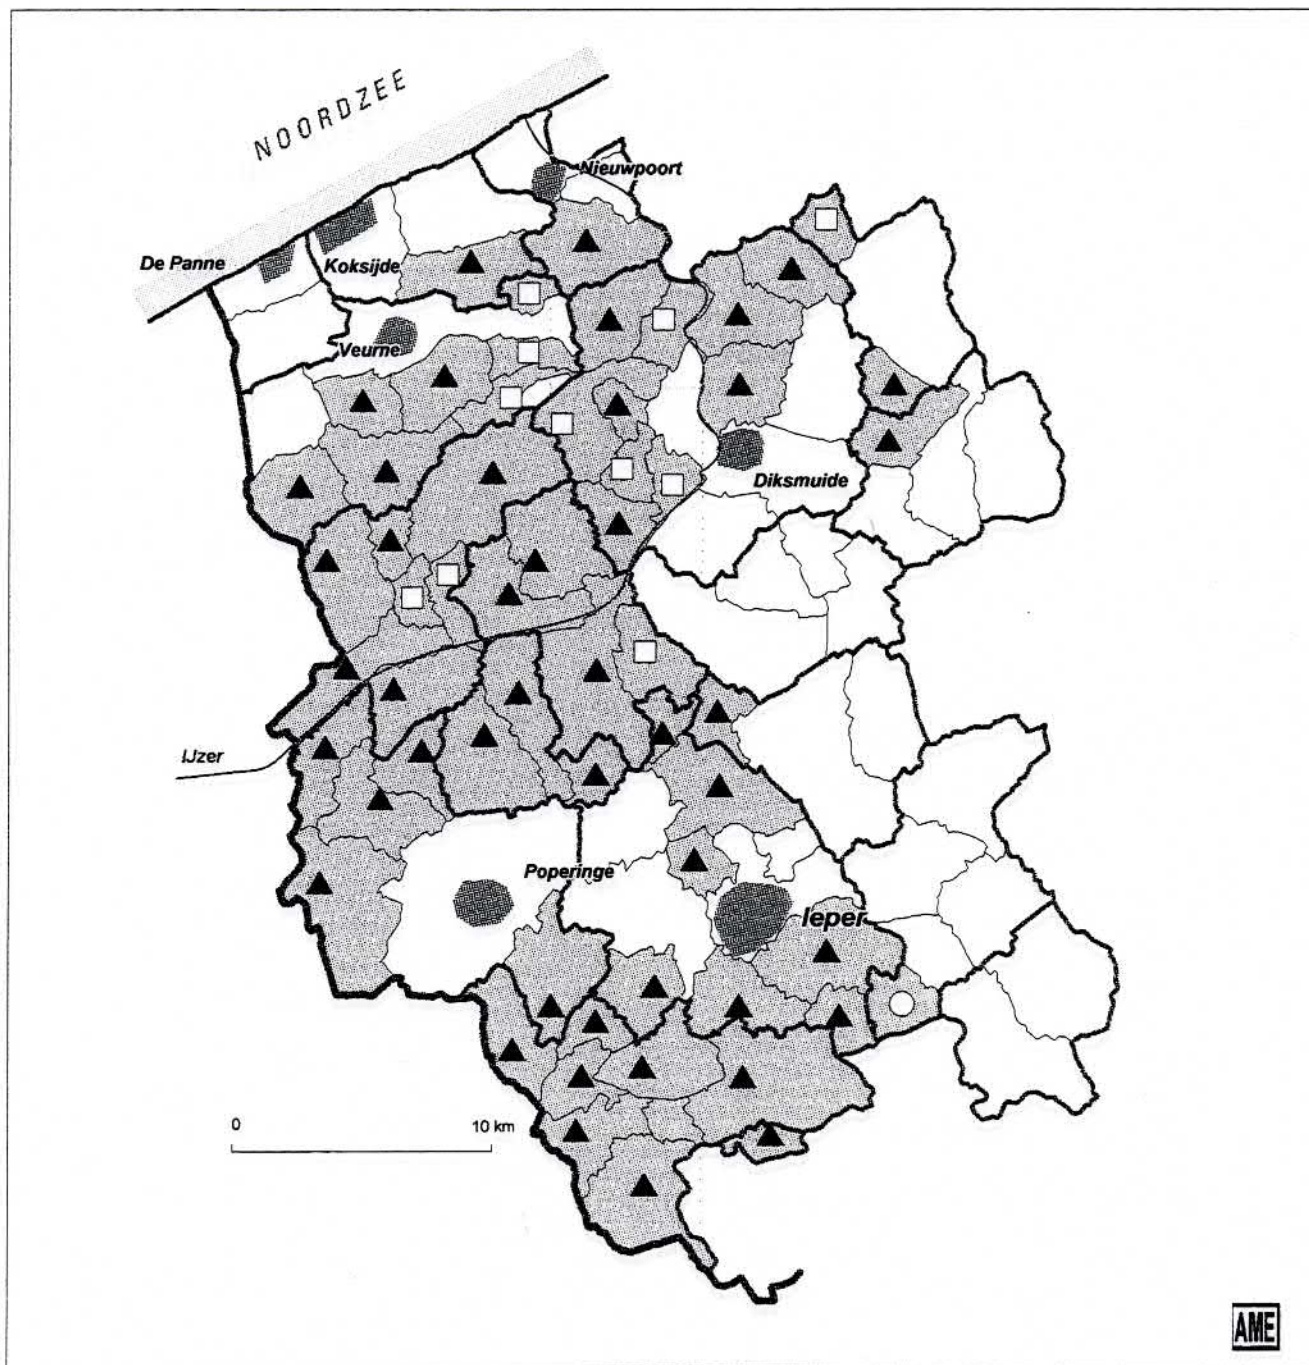 NOORDZEE
Nieuwpoort
De Panne
Koksijde
Veurne
Diksmuide
IJzer
Poperinge
Ieper
0
10 km
AME